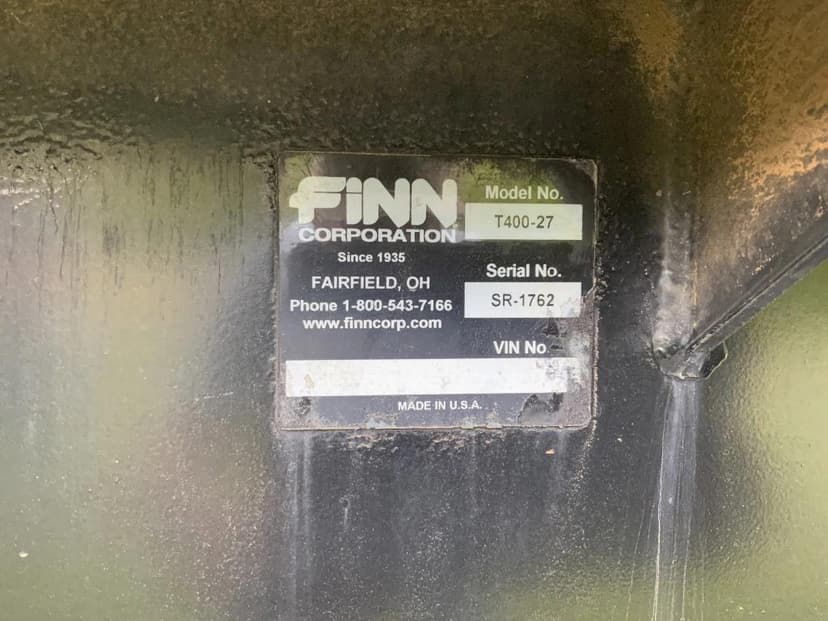 FiNN
CORPORATION
Since 1935
FAIRFIELD, OH
Phone 1-800-543-7166
www.finncorp.com
Model No.
T400-27
Serial No.
SR-1762
VIN No
MADE IN U.S.A.